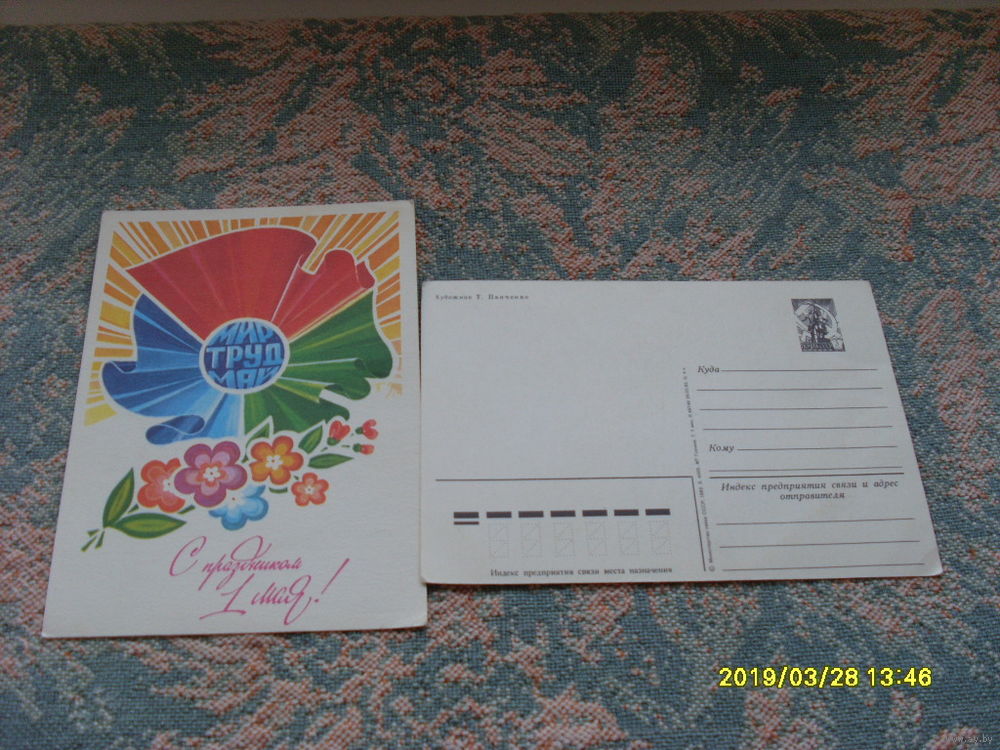 МИР
ТРУД
МАЙ
С праздником
1 мая!
Художник Т. Панченко
Куда
Кому
Индекс предприятия связи и адрес
отправителя
Индекс предприятия связи места назначения
2019/03/28 13:46